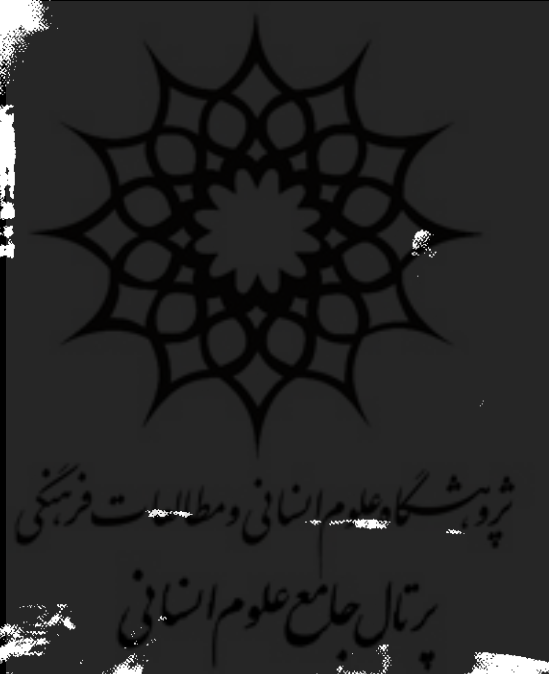 پژوهشگاه علوم انسانی و مطالعات فرهنگی
پرتال جامع علوم انسانی